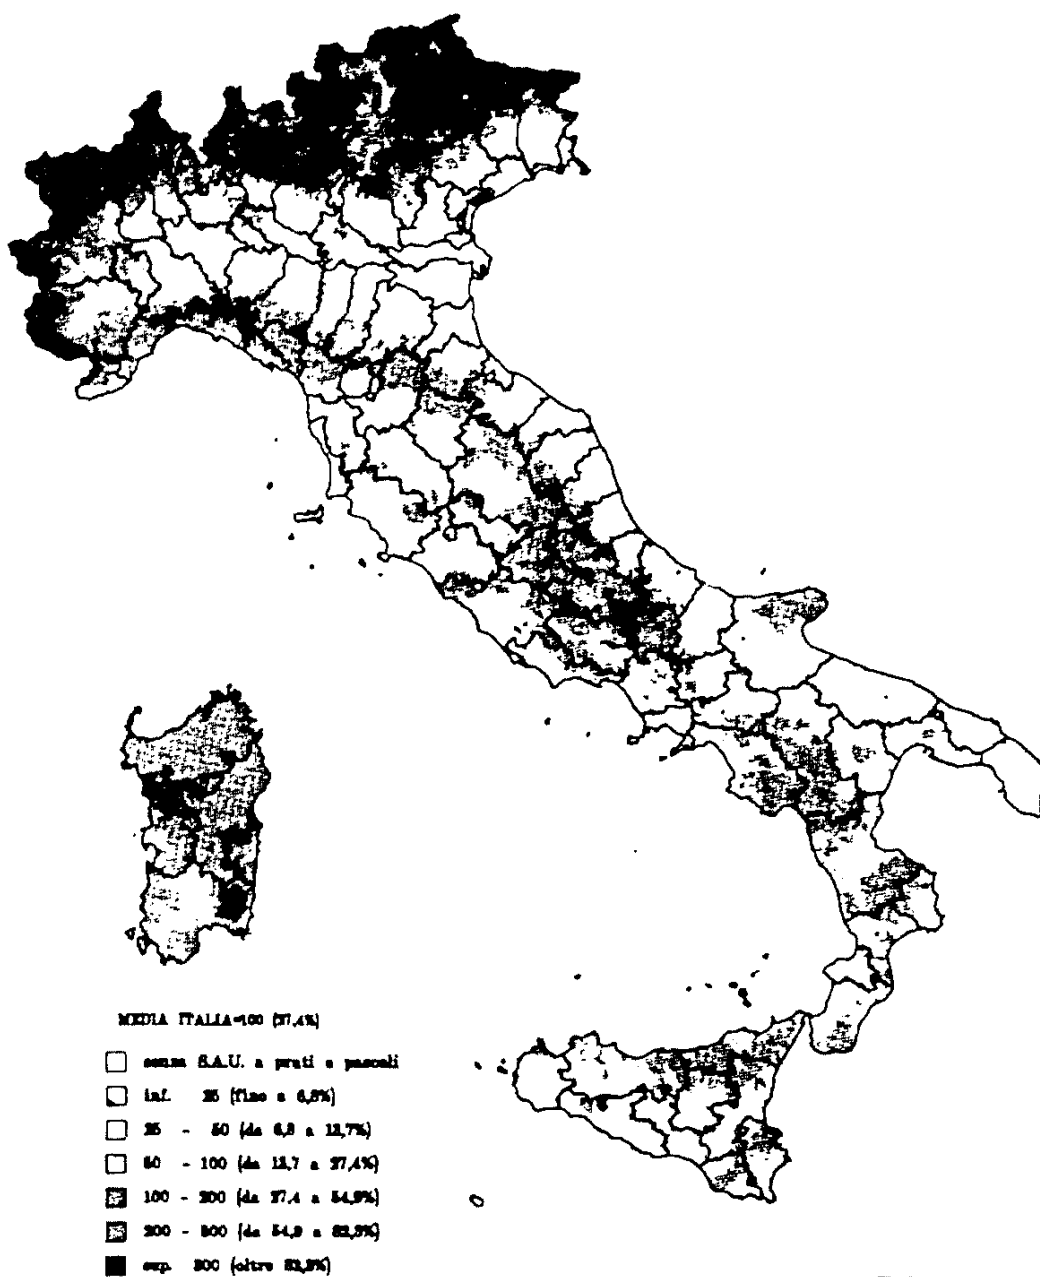 MEDIA ITALIA=100 (27,4%)
senza S.A.U. a prati e pascoli
inf. 25 (fino a 6,8%)
25 - 50 (da 6,8 a 13,7%)
50 - 100 (da 13,7 a 27,4%)
100 - 200 (da 27,4 a 54,9%)
200 - 300 (da 54,9 a 82,3%)
sup. 300 (oltre 82,3%)